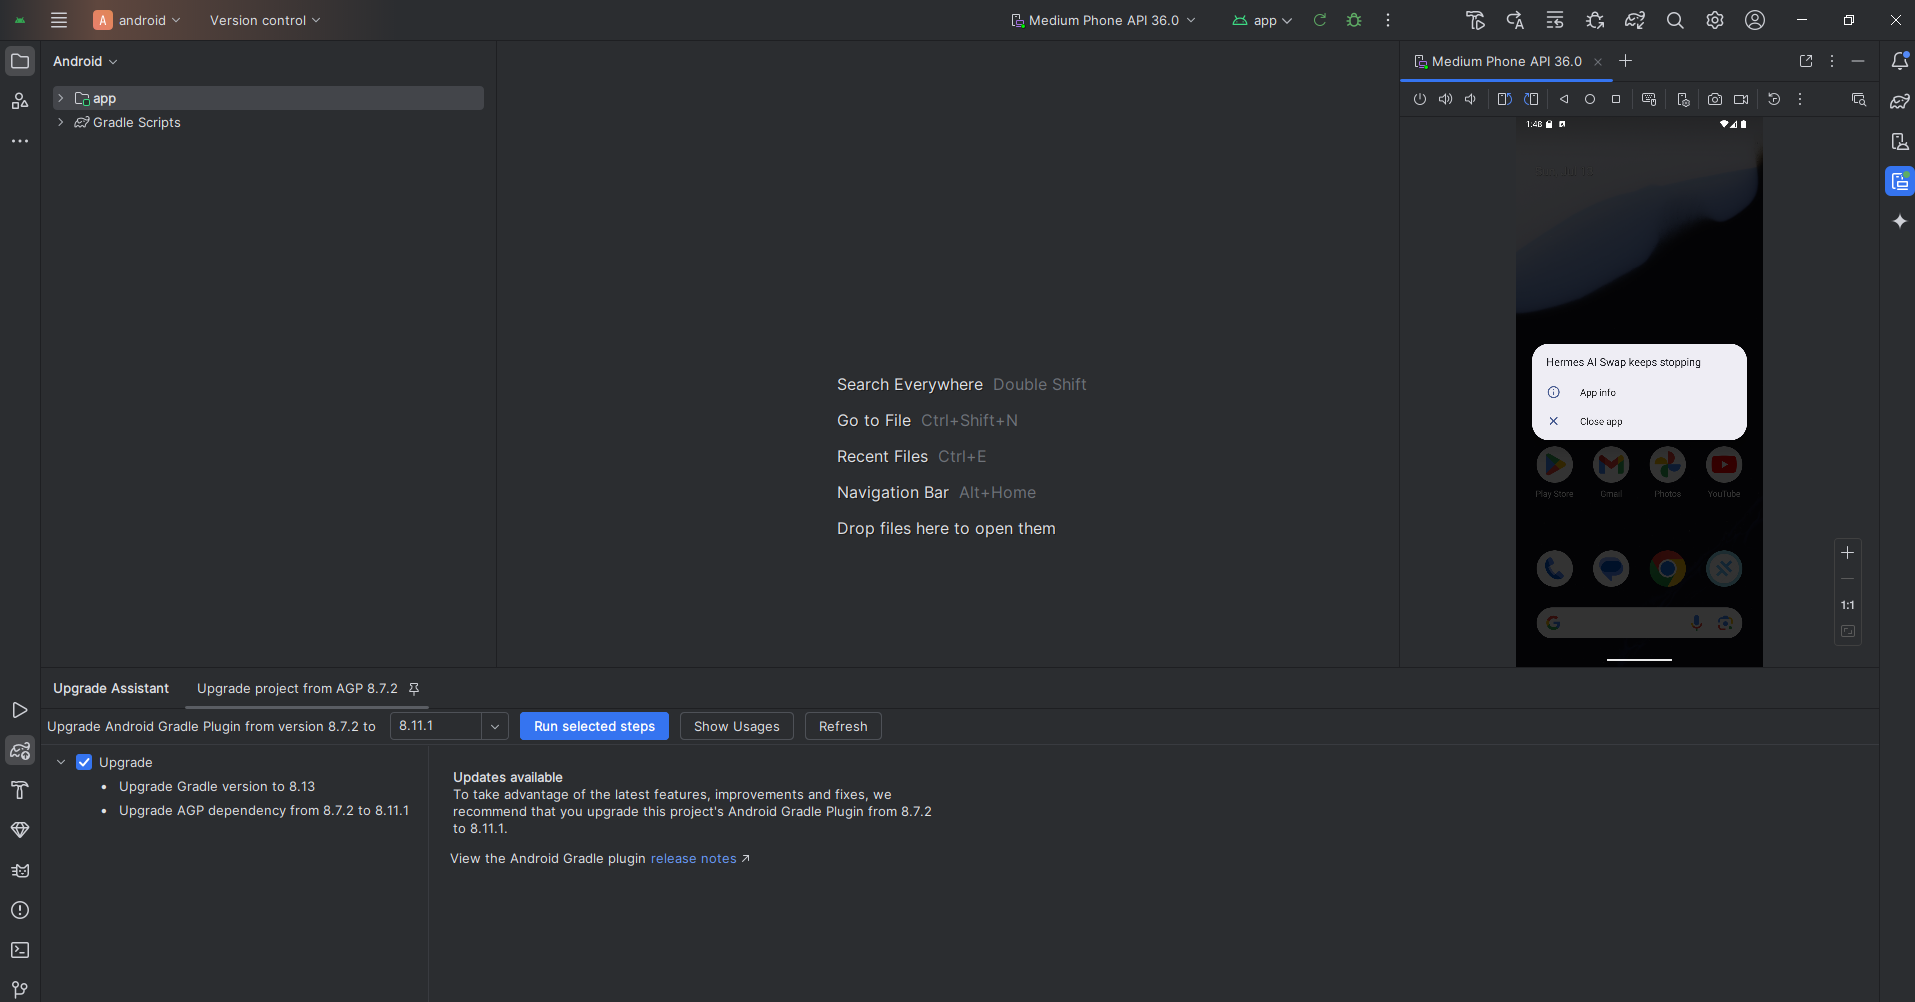 A android
Version control
Medium Phone API 36.0
app
Android
Medium Phone API 36.0
app
Gradle Scripts
1:48
Search Everywhere Double Shift
Go to File Ctrl+Shift+N
Recent Files Ctrl+E
Navigation Bar Alt+Home
Drop files here to open them
Hermes AI Swap keeps stopping
App info
Close app
Play Store
Gmail
Photos
YouTube
1:1
Upgrade Assistant
Upgrade project from AGP 8.7.2
Upgrade Android Gradle Plugin from version 8.7.2 to
8.11.1
Run selected steps
Show Usages
Refresh
Upgrade
• Upgrade Gradle version to 8.13
• Upgrade AGP dependency from 8.7.2 to 8.11.1
Updates available
To take advantage of the latest features, improvements and fixes, we
recommend that you upgrade this project's Android Gradle Plugin from 8.7.2
to 8.11.1.
View the Android Gradle plugin release notes ↗